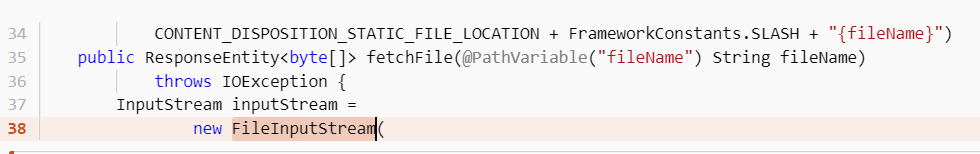 34 CONTENT_DISPOSITION_STATIC_FILE_LOCATION + FrameworkConstants.SLASH + "{fileName}")
35 public ResponseEntity<byte[]> fetchFile(@PathVariable("fileName") String fileName)
36 throws IOException {
37 InputStream inputStream =
38 new FileInputStream(